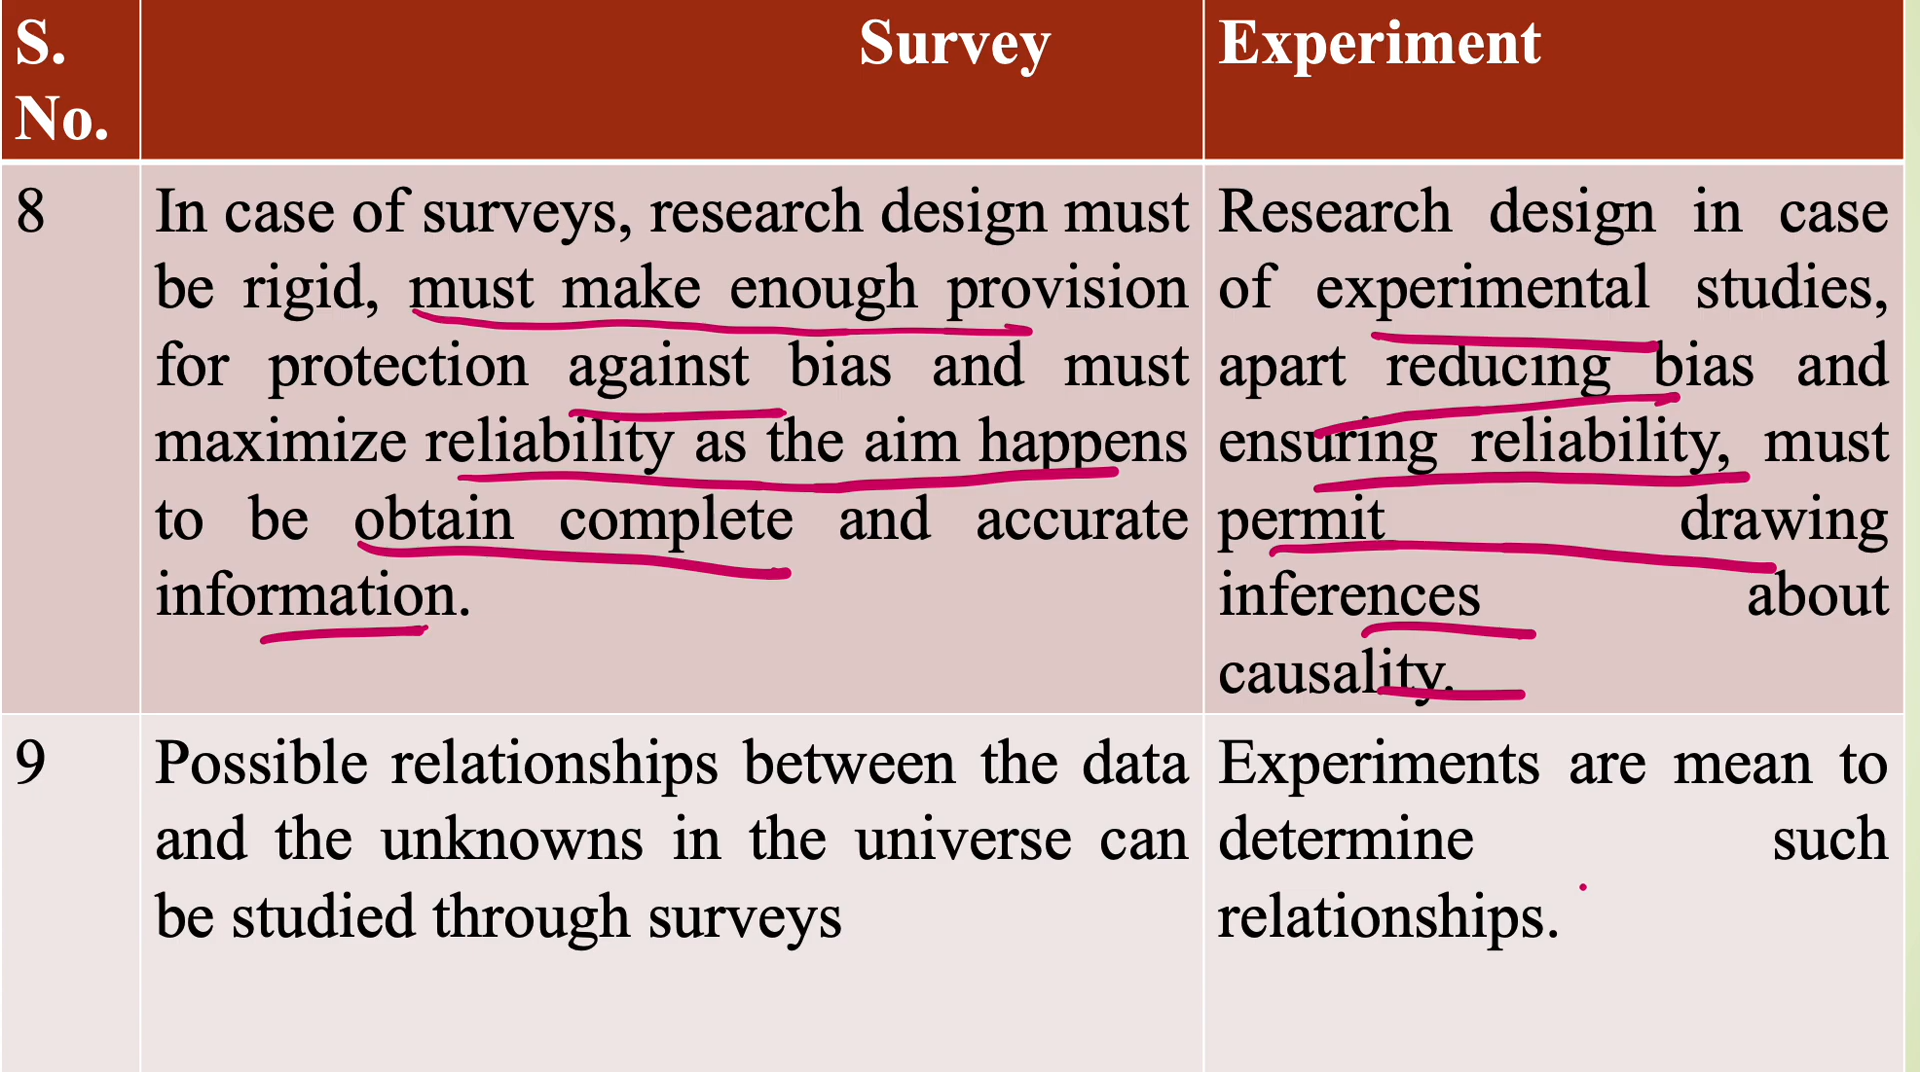 S. No.
Survey
Experiment
8
In case of surveys, research design must
be rigid, must make enough provision
for protection against bias and must
maximize reliability as the aim happens
to be obtain complete and accurate
information.
Research design in case
of experimental studies,
apart reducing bias and
ensuring reliability, must
permit drawing
inferences about
causality.
9
Possible relationships between the data
and the unknowns in the universe can
be studied through surveys
Experiments are mean to
determine such
relationships.